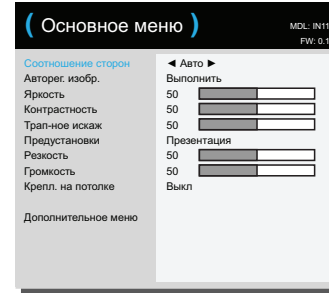 ( Основное меню )
MDL: IN11
FW: 0.1
Соотношение сторон ◄ Авто ►
Авторег. изобр. Выполнить
Яркость 50
Контрастность 50
Трап-ное искаж 50
Предустановки Презентация
Резкость 50
Громкость 50
Крепл. на потолке Выкл
Дополнительное меню